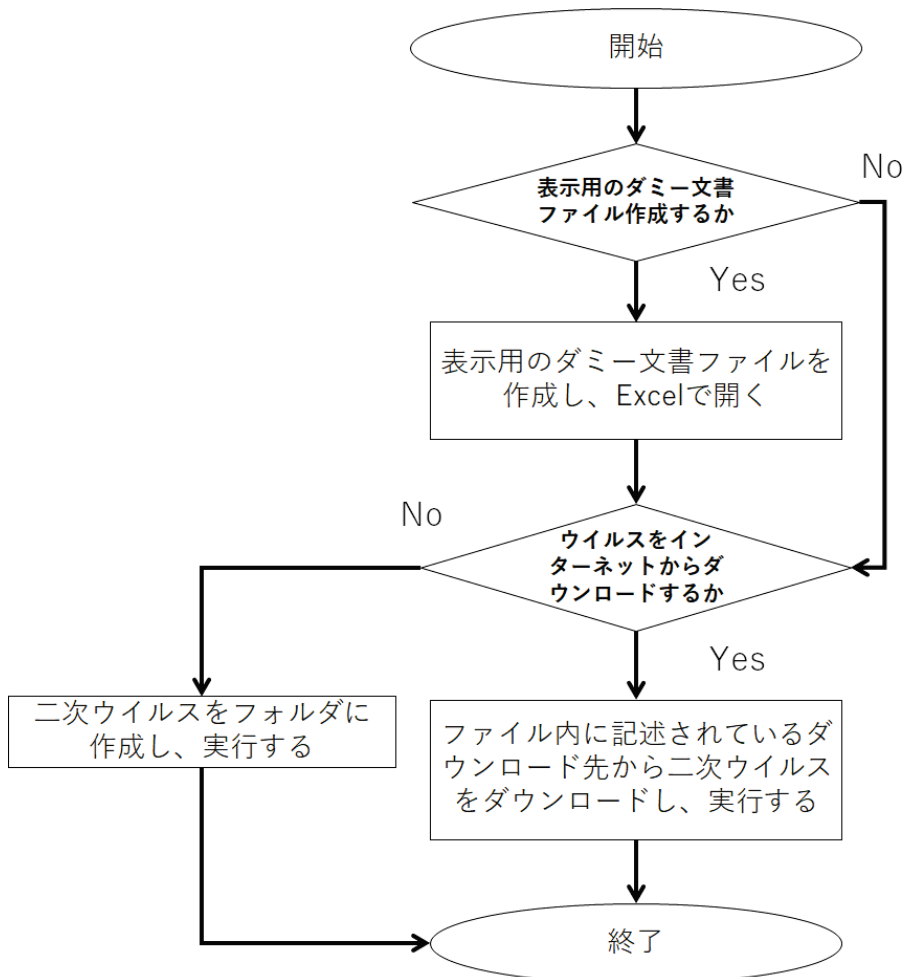 開始
No
表示用のダミー文書
ファイル作成するか
Yes
表示用のダミー文書ファイルを
作成し、Excelで開く
No
ウイルスをイン
ターネットからダ
ウンロードするか
Yes
二次ウイルスをフォルダに
作成し、実行する
ファイル内に記述されているダ
ウンロード先から二次ウイルス
をダウンロードし、実行する
終了